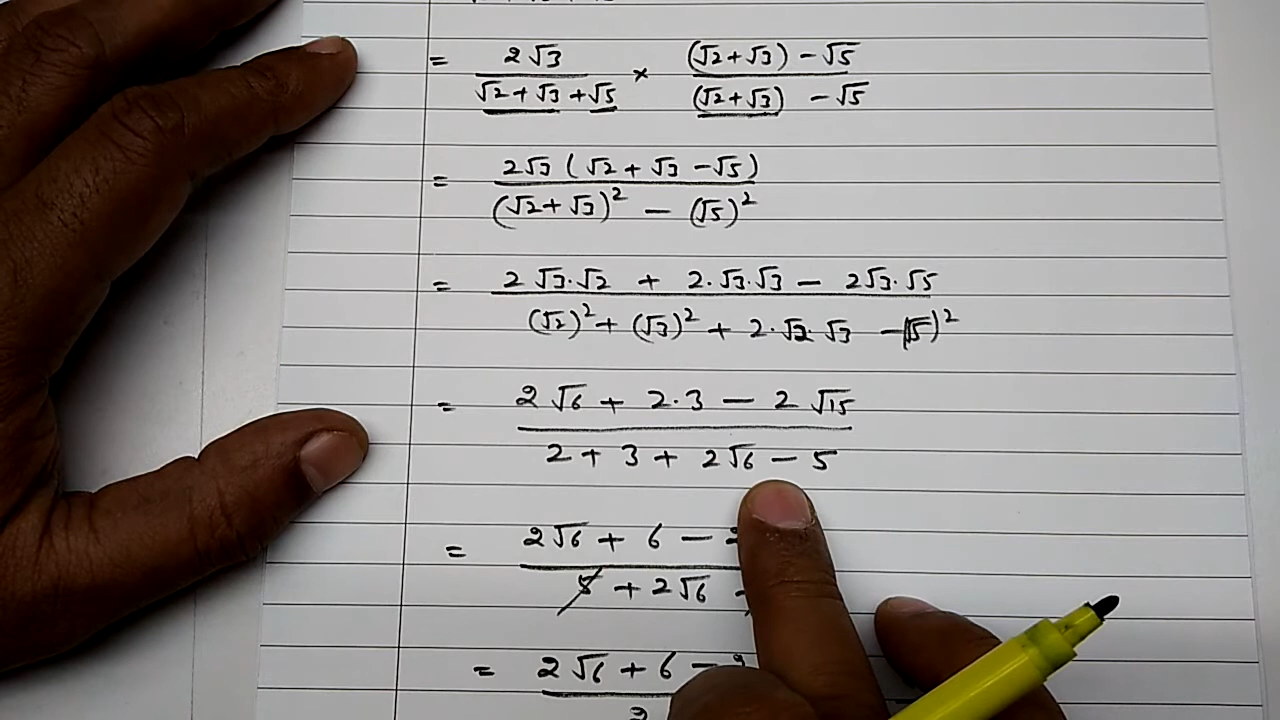 = 2√3 / √2 + √3 + √5 × (√2 + √3) - √5 / (√2 + √3) - √5
= 2√3 (√2 + √3 - √5) / (√2 + √3)² - (√5)²
= 2√3.√2 + 2.√3.√3 - 2√3.√5 / (√2)² + (√3)² + 2.√2.√3 - (√5)²
= 2√6 + 2.3 - 2√15 / 2 + 3 + 2√6 - 5
= 2√6 + 6 - / 5 + 2√6 -
= 2√6 + 6 -